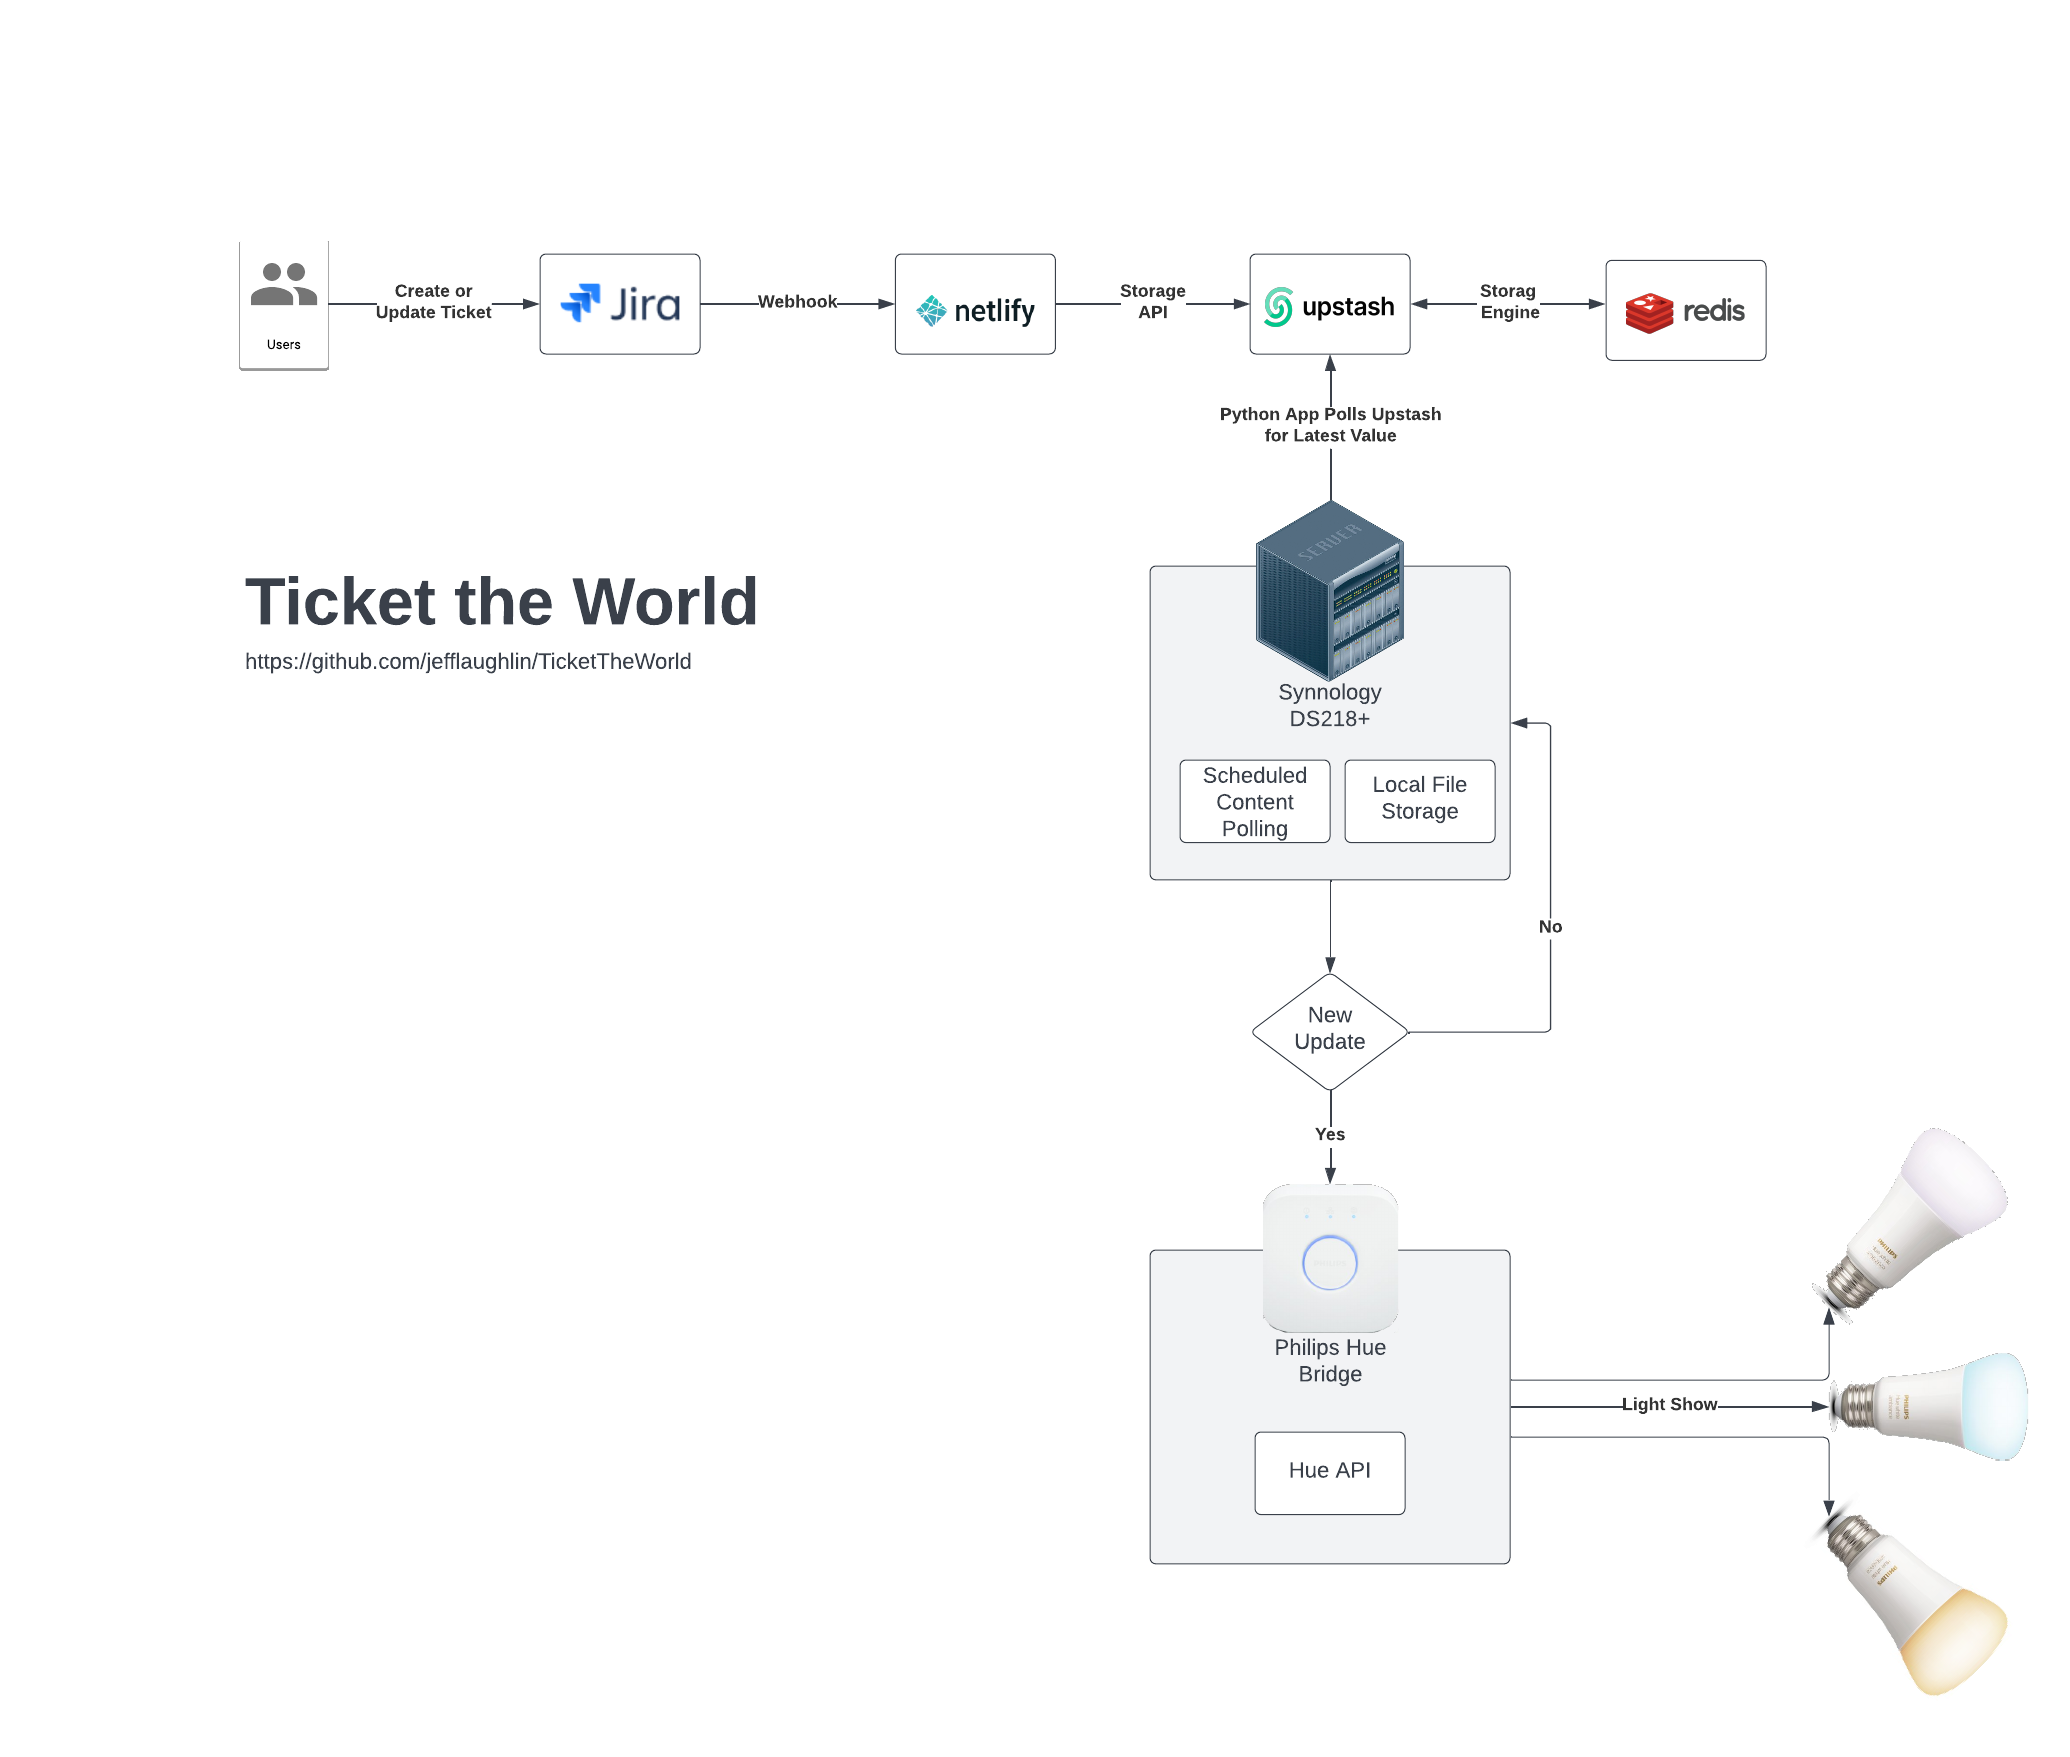 Users
Create or
Update Ticket
Jira
Webhook
netlify
Storage
API
upstash
Storag
Engine
redis
Python App Polls Upstash
for Latest Value
SERVER
Ticket the World
https://github.com/jefflaughlin/TicketTheWorld
Synnology
DS218+
Scheduled
Content
Polling
Local File
Storage
No
New
Update
Yes
Philips Hue
Bridge
Hue API
Light Show
PHILIPS
PHILIPS
PHILIPS